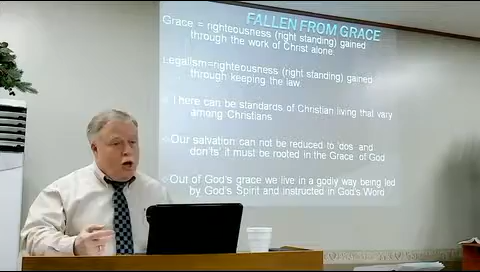 FALLEN FROM GRACE
Grace = righteousness (right standing) gained
through the work of Christ alone
Legalism=righteousness (right standing) gained
through keeping the law
There can be standards of Christian living that vary
among Christians
Our salvation can not be reduced to 'dos and
don'ts' it must be rooted in the Grace of God
Out of God's grace we live in a godly way being led
by God's Spirit and instructed in God's Word